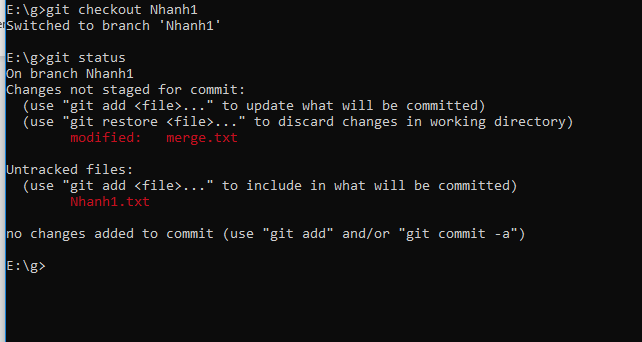 E:\g>git checkout Nhanh1
Switched to branch 'Nhanh1'
E:\g>git status
On branch Nhanh1
Changes not staged for commit:
(use "git add <file>..." to update what will be committed)
(use "git restore <file>..." to discard changes in working directory)
modified:   merge.txt
Untracked files:
(use "git add <file>..." to include in what will be committed)
Nhanh1.txt
no changes added to commit (use "git add" and/or "git commit -a")
E:\g>